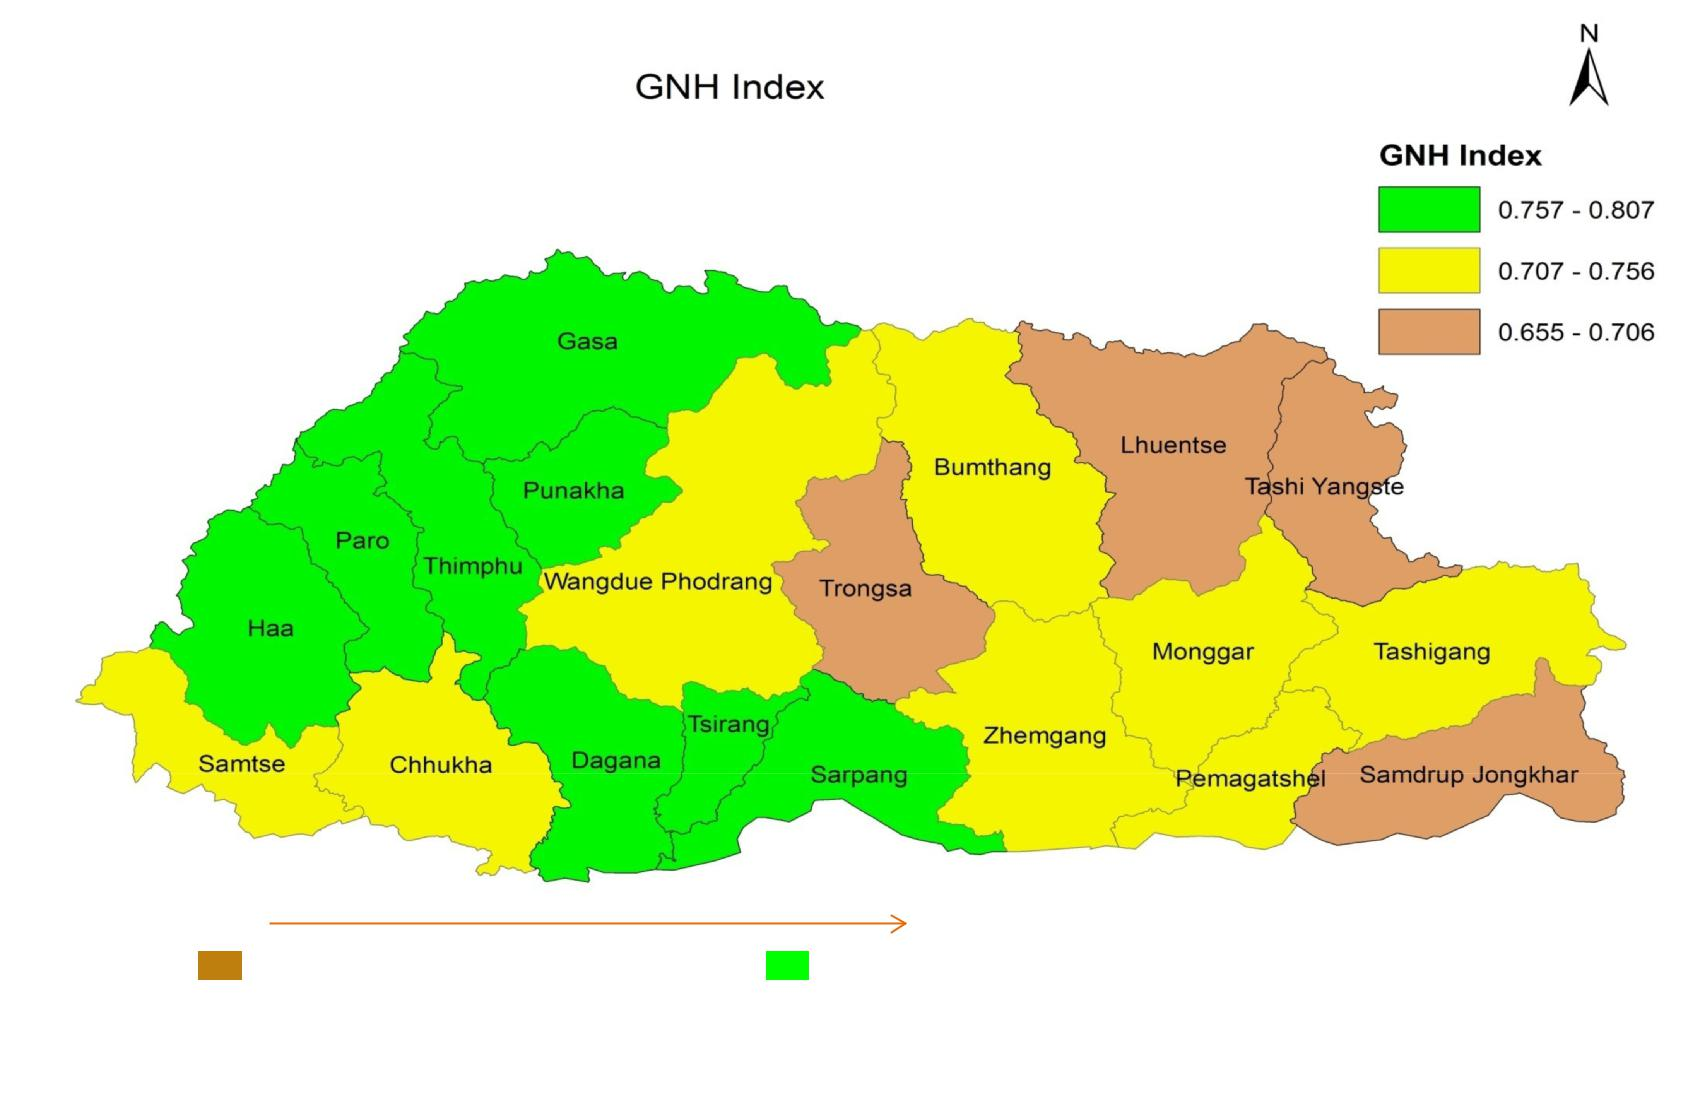 N
GNH Index
GNH Index
0.757 - 0.807
0.707 - 0.756
0.655 - 0.706
Gasa
Lhuentse
Bumthang
Tashi Yangste
Punakha
Paro
Thimphu
Wangdue Phodrang
Trongsa
Haa
Monggar
Tashigang
Tsirang
Zhemgang
Samtse
Chhukha
Dagana
Sarpang
Pemagatshel
Samdrup Jongkhar